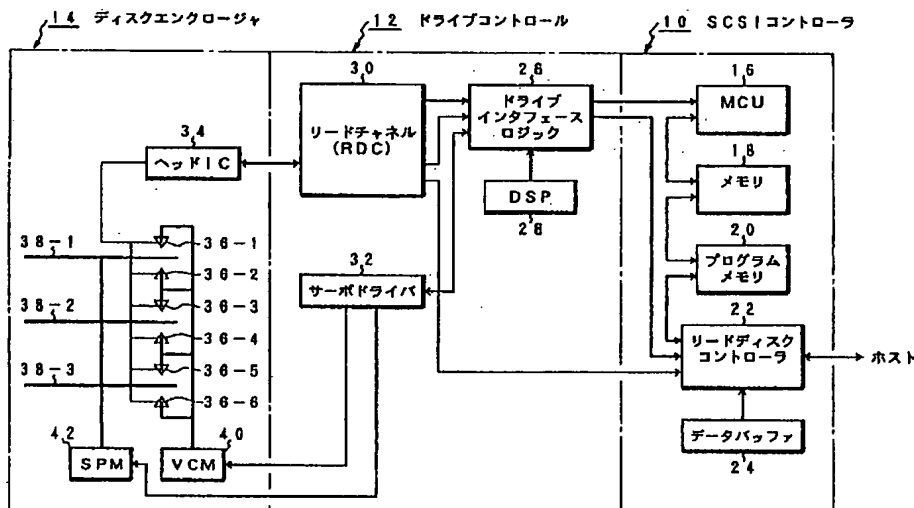 14 ディスクエンクロージャ
12 ドライブコントロール
10 SCSIコントローラ
30
リードチャネル
(RDC)
26
ドライブ
インタフェース
ロジック
16
MCU
34
ヘッドIC
18
メモリ
DSP
28
20
プログラム
メモリ
38-1
36-1
36-2
32
サーボドライバ
38-2
36-3
36-4
22
リードディスク
コントローラ
ホスト
38-3
36-5
36-6
データバッファ
24
42
SPM
40
VCM